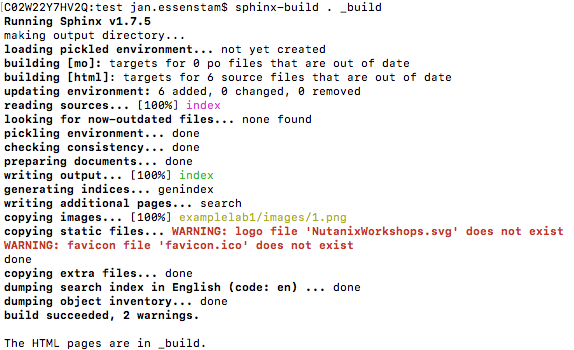 [C02W22Y7HV2Q:test jan.essenstam$ sphinx-build . _build
Running Sphinx v1.7.5
making output directory...
loading pickled environment... not yet created
building [mo]: targets for 0 po files that are out of date
building [html]: targets for 6 source files that are out of date
updating environment: 6 added, 0 changed, 0 removed
reading sources... [100%] index
looking for now-outdated files... none found
pickling environment... done
checking consistency... done
preparing documents... done
writing output... [100%] index
generating indices... genindex
writing additional pages... search
copying images... [100%] examplelab1/images/1.png
copying static files... WARNING: logo file 'NutanixWorkshops.svg' does not exist
WARNING: favicon file 'favicon.ico' does not exist
done
copying extra files... done
dumping search index in English (code: en) ... done
dumping object inventory... done
build succeeded, 2 warnings.
The HTML pages are in _build.